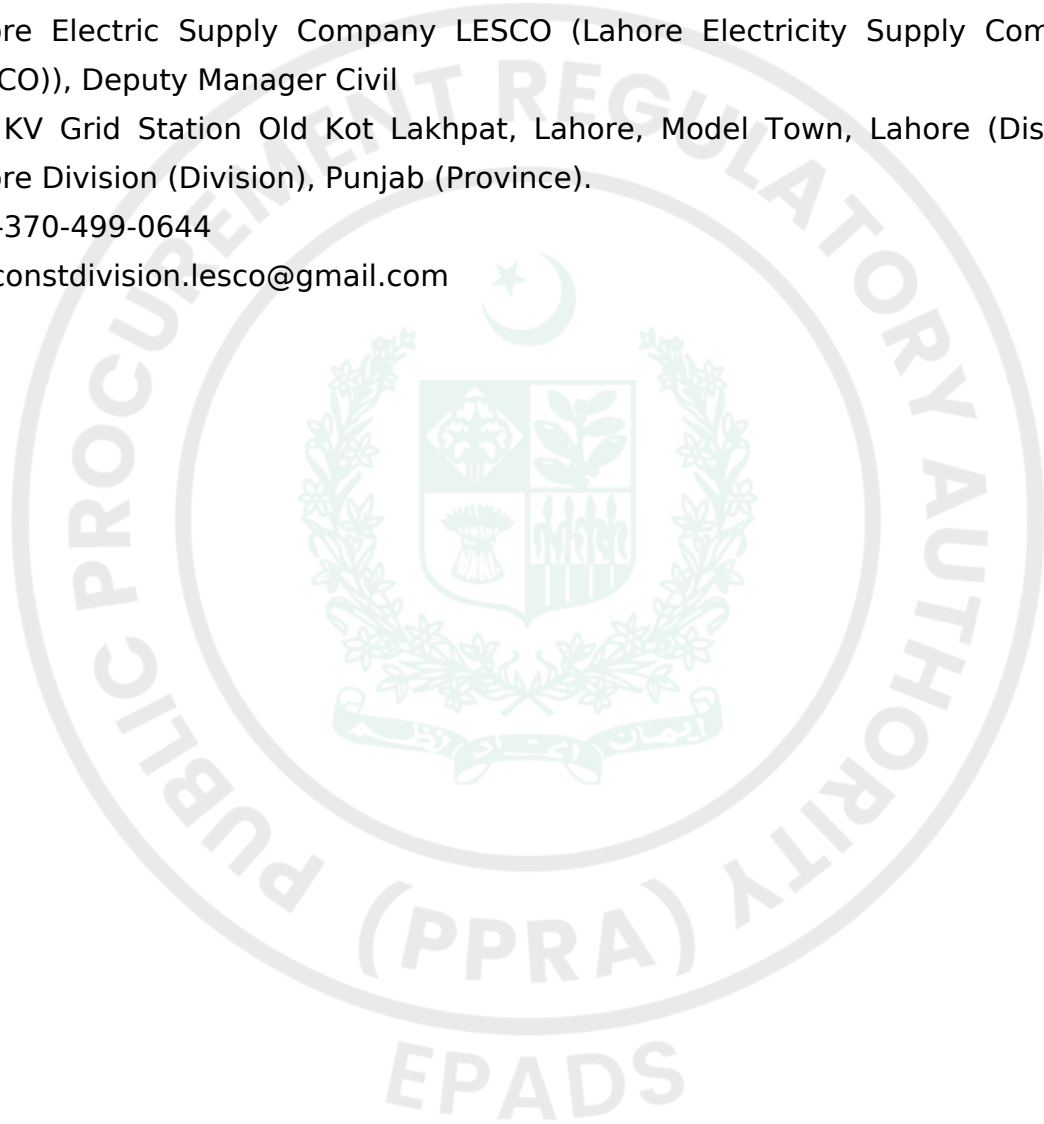 re Electric Supply Company LESCO (Lahore Electricity Supply Com
CO)), Deputy Manager Civil
KV Grid Station Old Kot Lakhpat, Lahore, Model Town, Lahore (Dis
re Division (Division), Punjab (Province).
-370-499-0644
constdivision.lesco@gmail.com
PUBLIC PROCUREMENT REGULATORY AUTHORITY
(PPRA)
EPADS